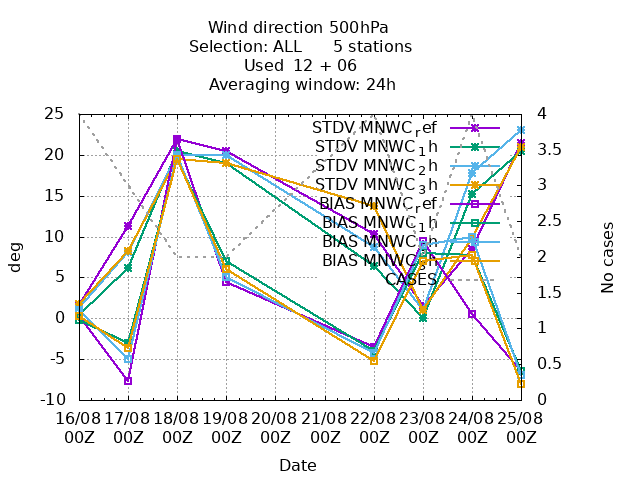 Wind direction 500hPa
Selection: ALL 5 stations
Used 12 + 06
Averaging window: 24h
25
20
15
10
5
0
-5
-10
deg
4
3.5
3
2.5
2
1.5
1
0.5
0
No cases
STDV MNWC_ref
STDV MNWC_1h
STDV MNWC_2h
STDV MNWC_3h
BIAS MNWC_ref
BIAS MNWC_1h
BIAS MNWC_2h
BIAS MNWC_3h
CASES
16/08 17/08 18/08 19/08 20/08 21/08 22/08 23/08 24/08 25/08
00Z 00Z 00Z 00Z 00Z 00Z 00Z 00Z 00Z 00Z
Date